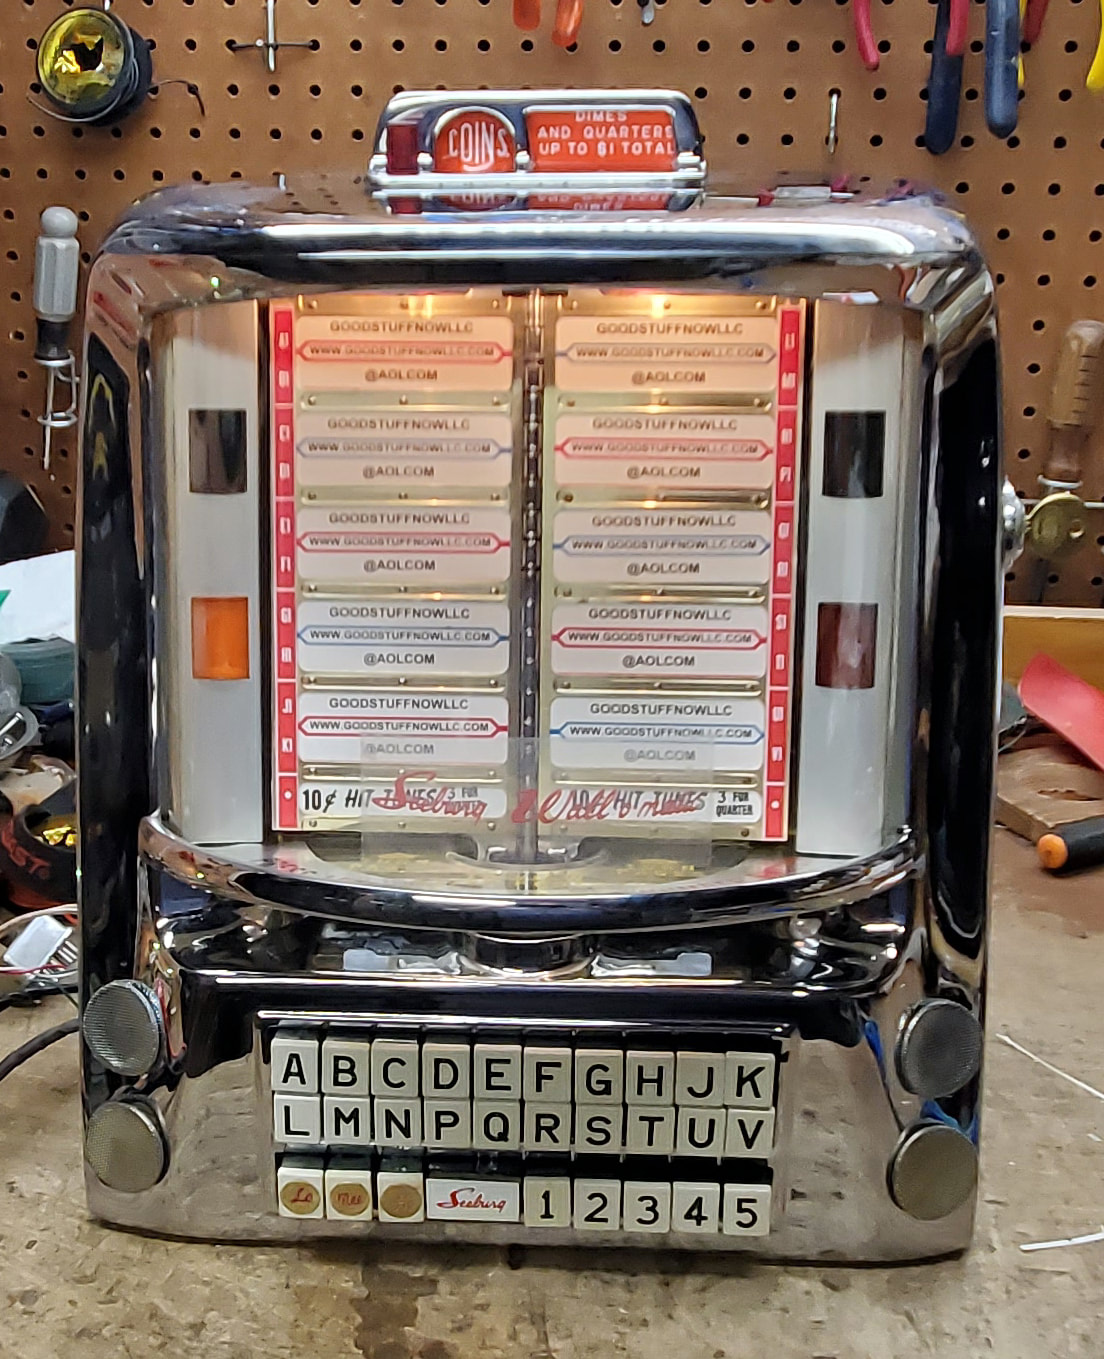 COINS
DIMES
AND QUARTERS
UP TO $1 TOTAL
GOODSTUFFNOWLLC
WWW.GOODSTUFFNOWLLC.COM
@AOLCOM
GOODSTUFFNOWLLC
WWW.GOODSTUFFNOWLLC.COM
@AOLCOM
GOODSTUFFNOWLLC
WWW.GOODSTUFFNOWLLC.COM
@AOLCOM
GOODSTUFFNOWLLC
WWW.GOODSTUFFNOWLLC.COM
@AOLCOM
GOODSTUFFNOWLLC
WWW.GOODSTUFFNOWLLC.COM
@AOLCOM
10¢ HIT TUNES 3 FOR
Seeburg
GOODSTUFFNOWLLC
WWW.GOODSTUFFNOWLLC.COM
@AOLCOM
GOODSTUFFNOWLLC
WWW.GOODSTUFFNOWLLC.COM
@AOLCOM
GOODSTUFFNOWLLC
WWW.GOODSTUFFNOWLLC.COM
@AOLCOM
GOODSTUFFNOWLLC
WWW.GOODSTUFFNOWLLC.COM
@AOLCOM
GOODSTUFFNOWLLC
WWW.GOODSTUFFNOWLLC.COM
@AOLCOM
10¢ HIT TUNES 3 FOR
QUARTER
Wall-o-matic
A B C D E F G H J K
L M N P Q R S T U V
Seeburg 1 2 3 4 5